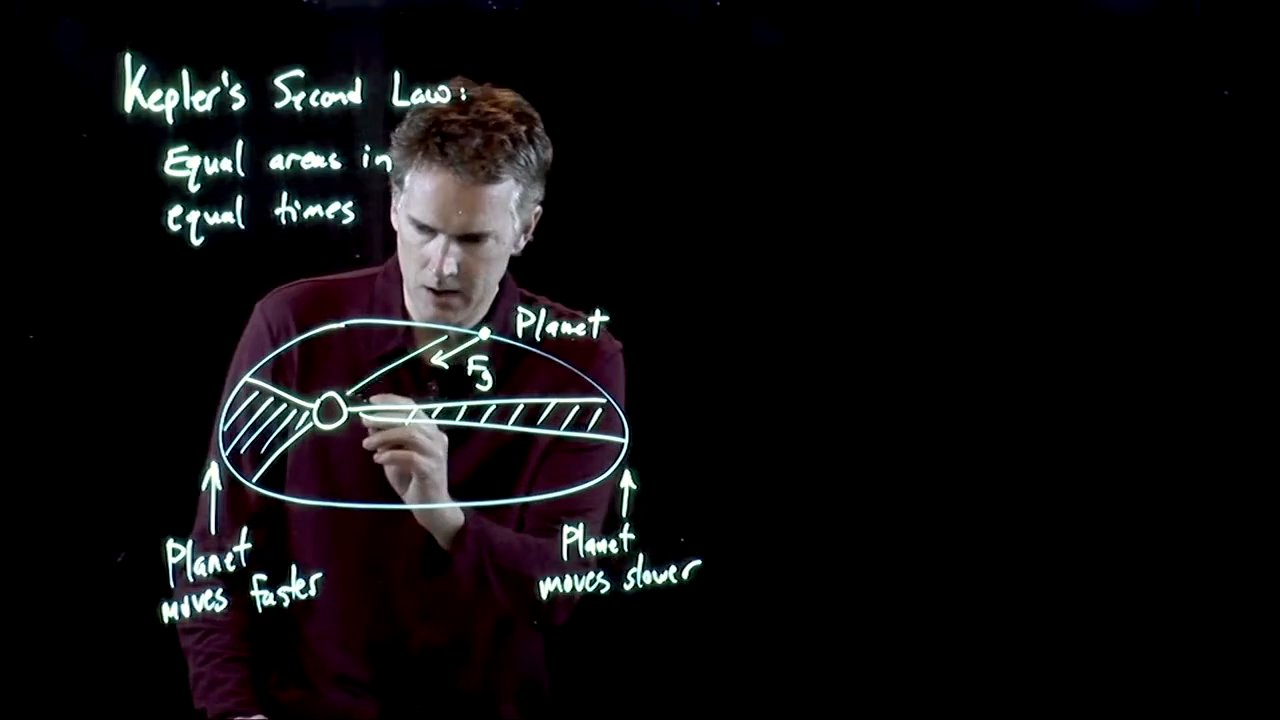 Kepler's Second Law:
Equal areas in
equal times
Planet
Fg
Planet
moves faster
Planet
moves slower